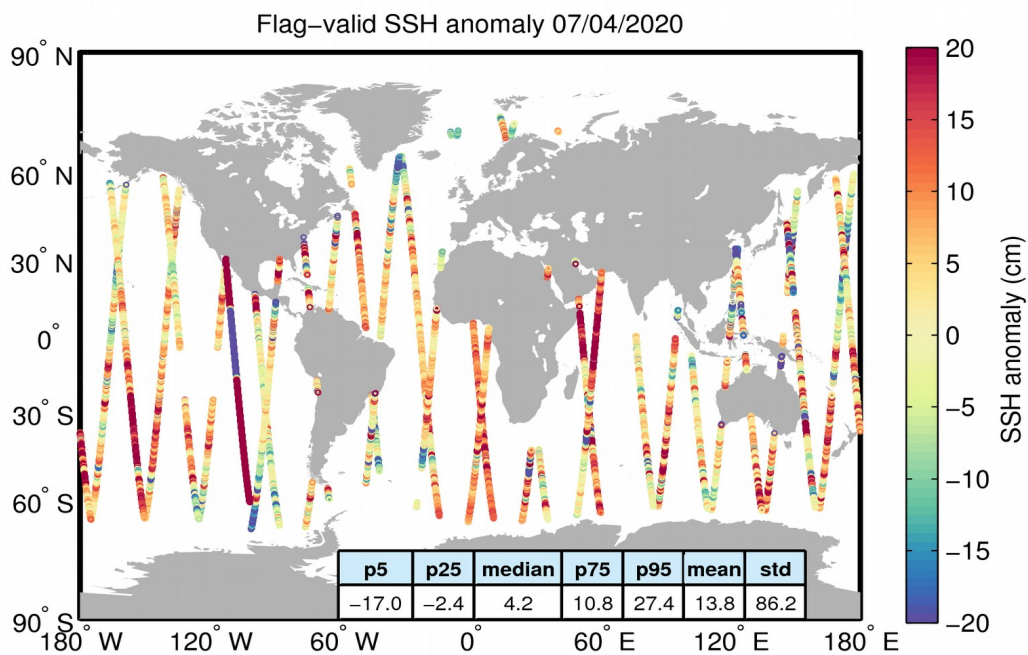 Flag−valid SSH anomaly 07/04/2020
90° N
60° N
30° N
0°
30° S
60° S
90° S
180° W
120° W
60° W
0°
60° E
120° E
180° E
p5 p25 median p75 p95 mean std
−17.0 −2.4 4.2 10.8 27.4 13.8 86.2
20
15
10
5
0
−5
−10
−15
−20
SSH anomaly (cm)